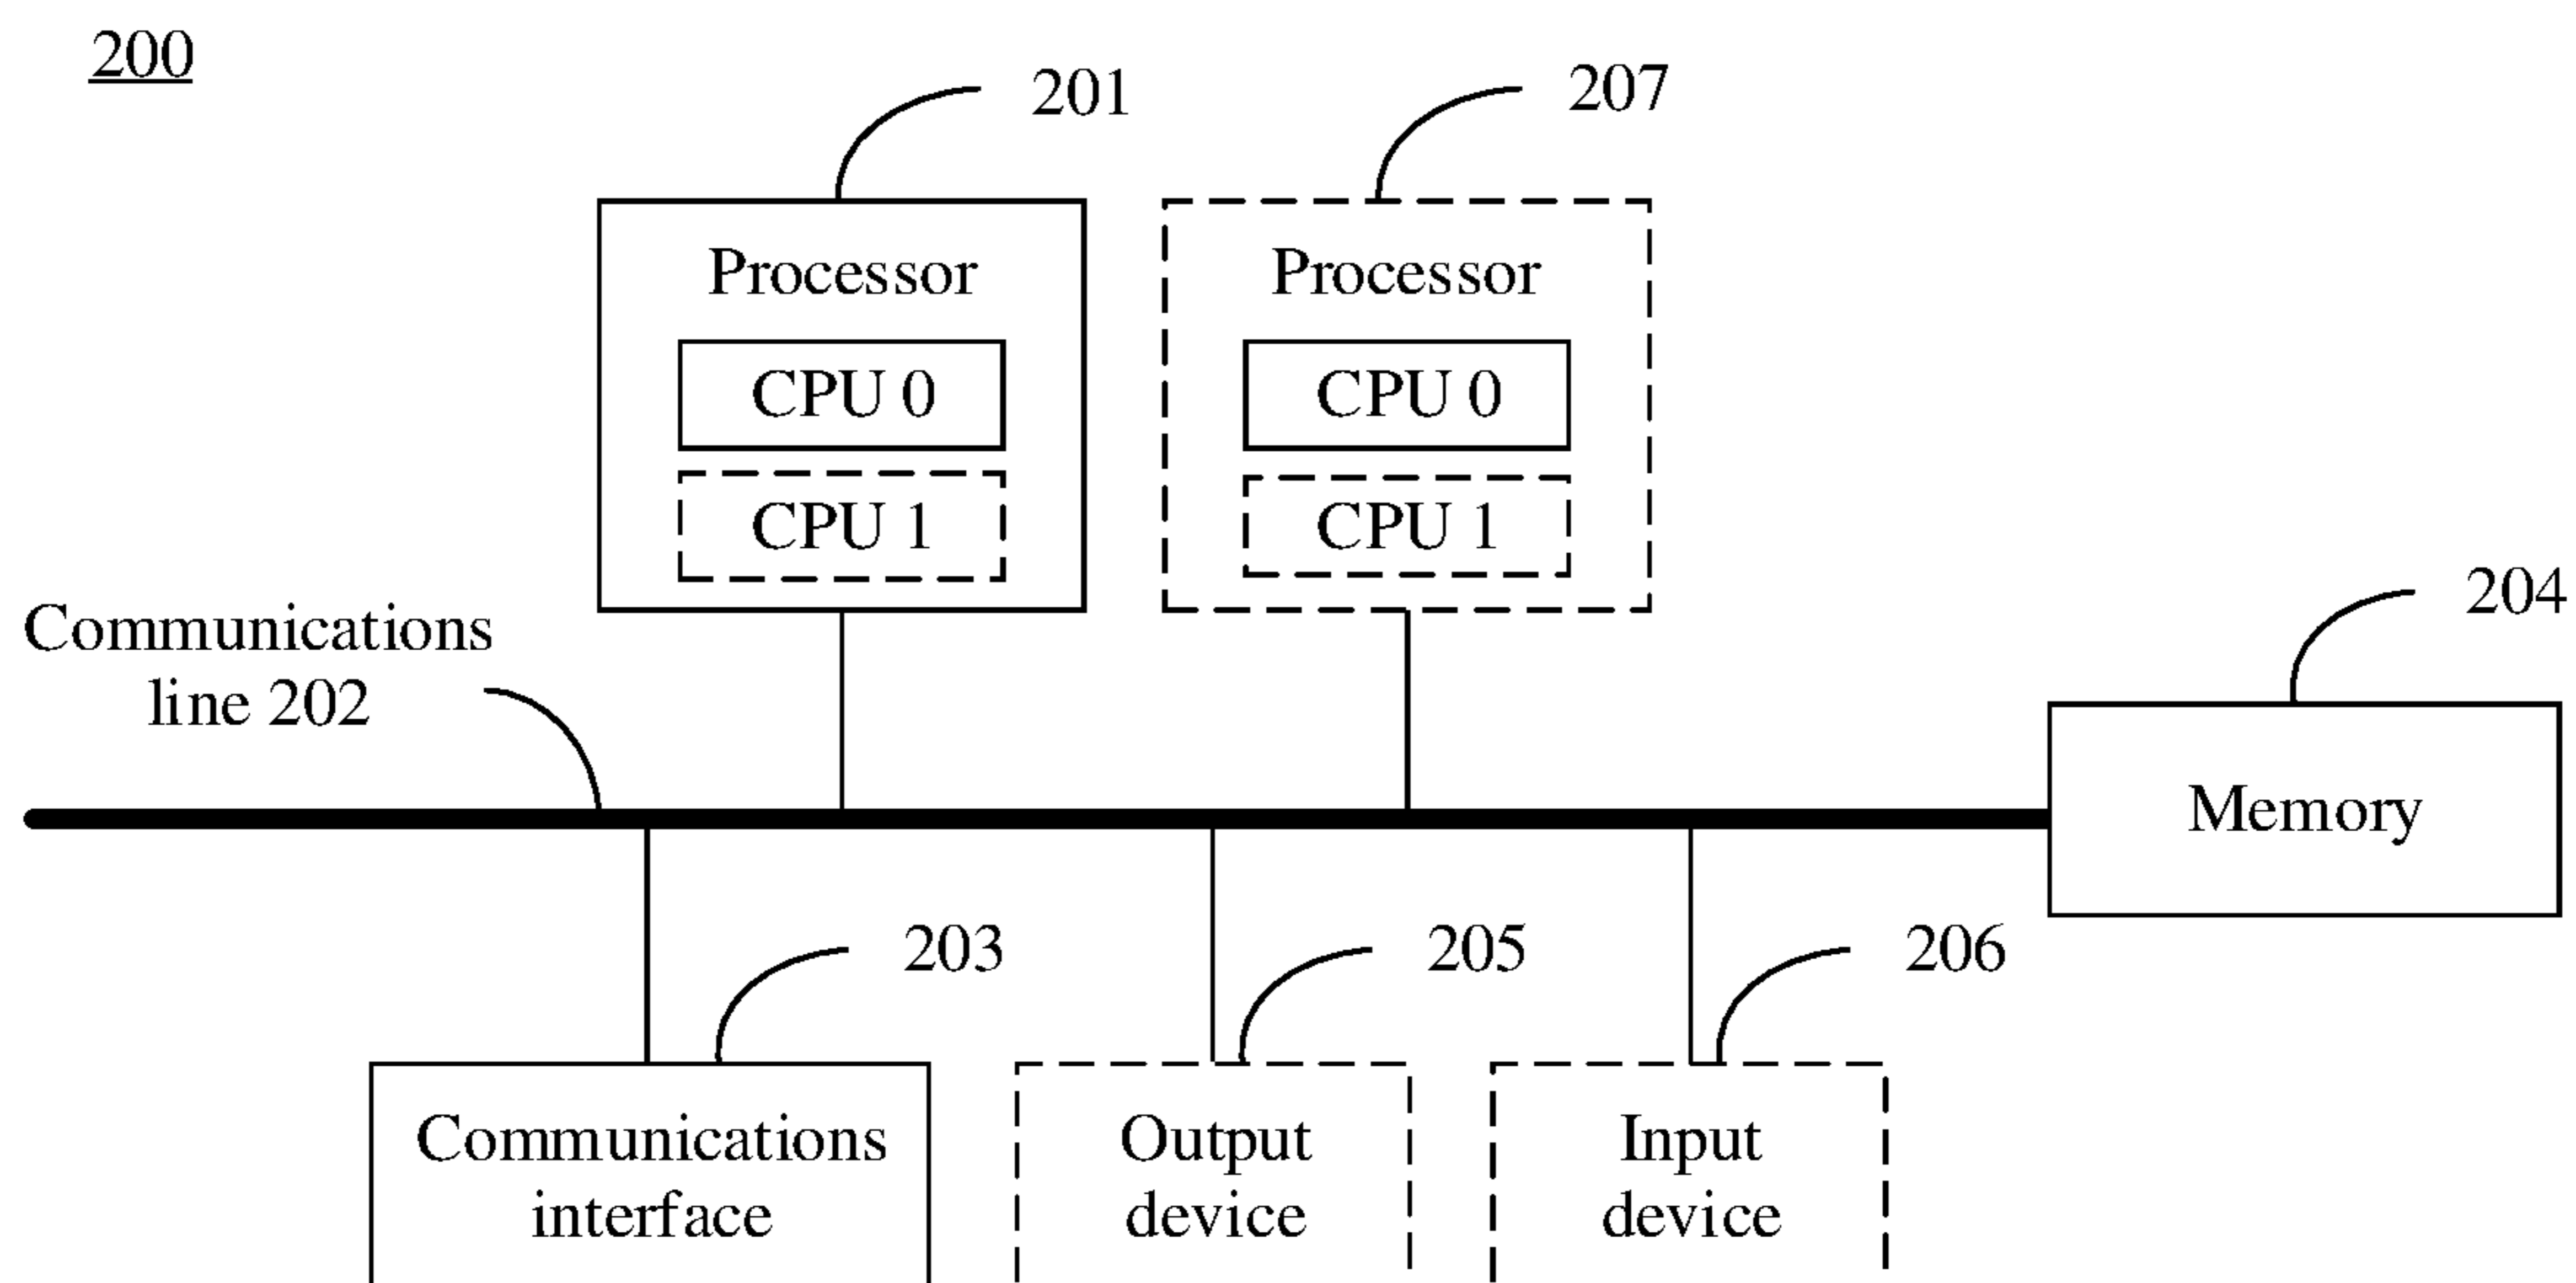 200
201
207
Processor
CPU 0
CPU 1
Processor
CPU 0
CPU 1
Communications
line 202
204
Memory
203
205
206
Communications
interface
Output
device
Input
device